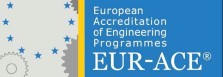 European
Accreditation
of Engineering
Programmes
EUR-ACE®